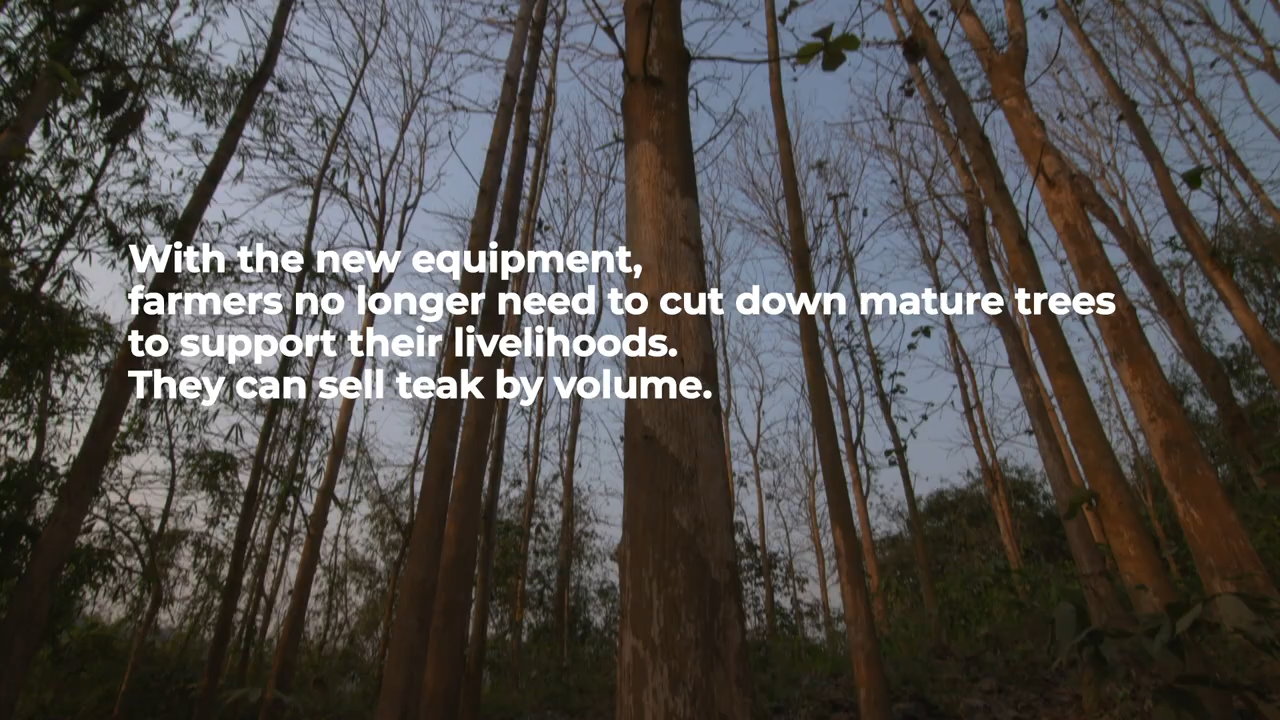 With the new equipment,
farmers no longer need to cut down mature trees
to support their livelihoods.
They can sell teak by volume.